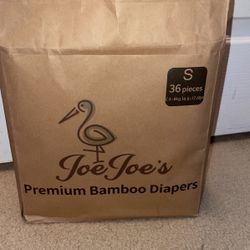 S
36 pieces
JoeJoe's
Premium Bamboo Diapers